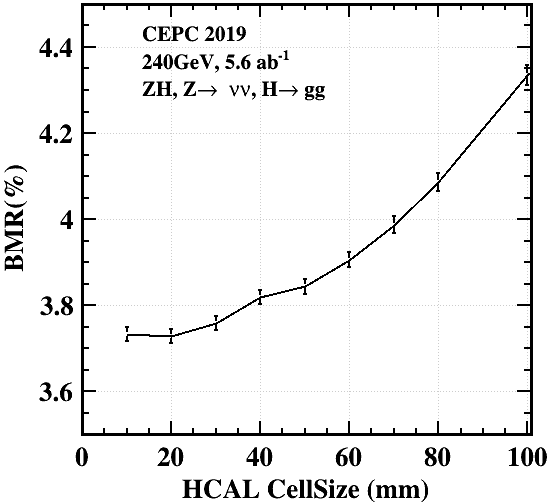 CEPC 2019
240GeV, 5.6 ab⁻¹
ZH, Z→ νν, H→ gg
BMR(%)
4.4
4.2
4
3.8
3.6
0 20 40 60 80 100
HCAL CellSize (mm)